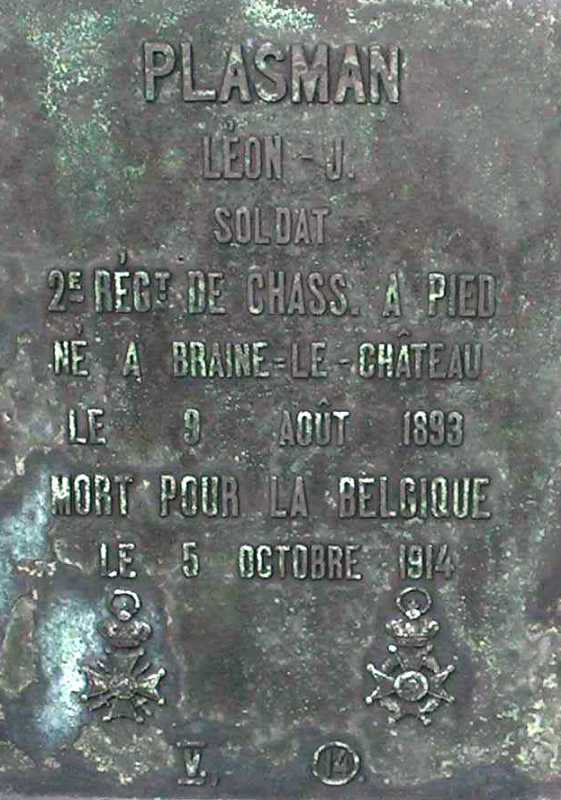 PLASMAN
LÉON - J.
SOLDAT
2E RÉGT DE CHASS. A PIED
NÉ A BRAINE-LE-CHÂTEAU
LE 9 AOÛT 1893
MORT POUR LA BELGIQUE
LE 5 OCTOBRE 1914
V. 14